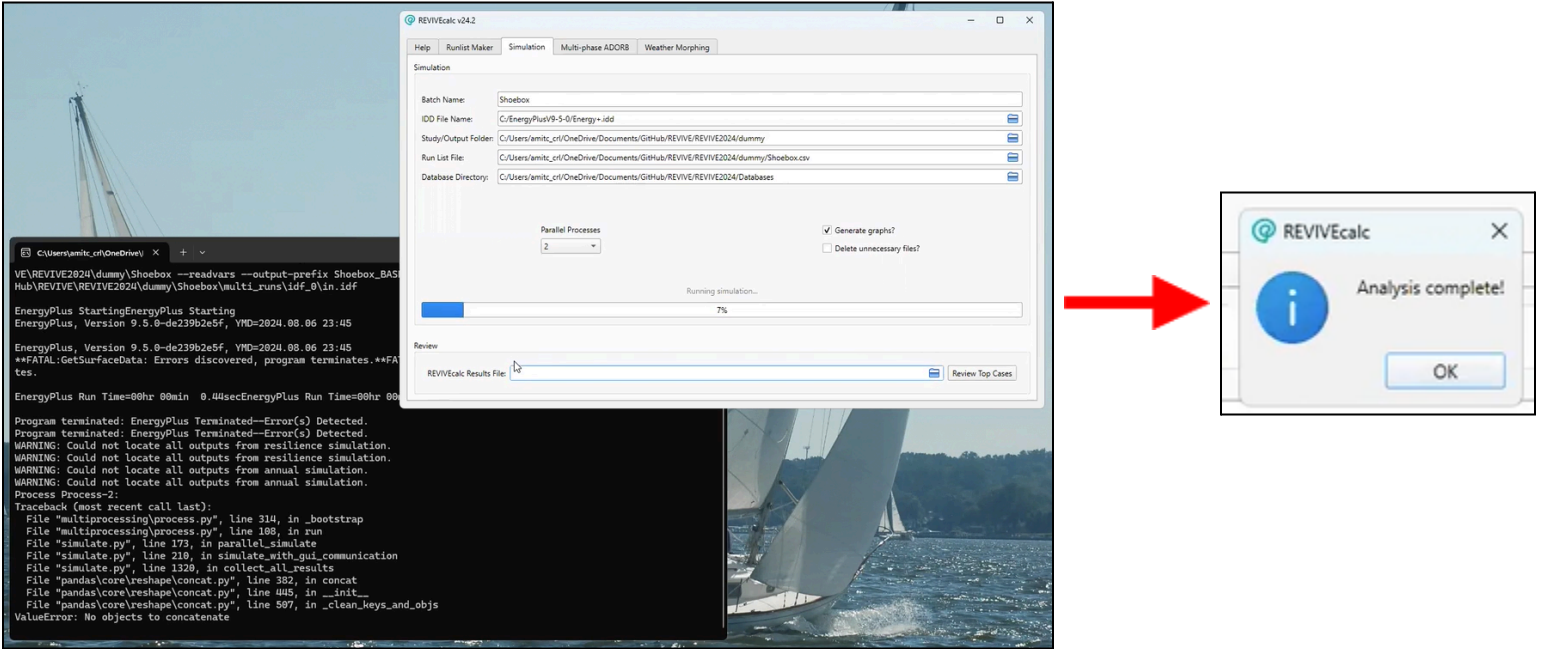 REVIVEcalc v24.2
Help Runlist Maker Simulation Multi-phase ADORB Weather Morphing
Simulation
Batch Name: Shoebox
IDD File Name: C:/EnergyPlusV9-5-0/Energy+.idd
Study/Output Folder: C:/Users/amitc_crl/OneDrive/Documents/GitHub/REVIVE/REVIVE2024/dummy
Run List File: C:/Users/amitc_crl/OneDrive/Documents/GitHub/REVIVE/REVIVE2024/dummy/Shoebox.csv
Database Directory: C:/Users/amitc_crl/OneDrive/Documents/GitHub/REVIVE/REVIVE2024/Databases
Parallel Processes
2
Generate graphs?
Delete unnecessary files?
Running simulation...
7%
Review
REVIVEcalc Results File: Review Top Cases
C:\Users\amitc_crl\OneDrive\
VE\REVIVE2024\dummy\Shoebox --readvars --output-prefix Shoebox_BAS
Hub\REVIVE\REVIVE2024\dummy\Shoebox\multi_runs\idf_0\in.idf
EnergyPlus StartingEnergyPlus Starting
EnergyPlus, Version 9.5.0-de239b2e5f, YMD=2024.08.06 23:45
EnergyPlus, Version 9.5.0-de239b2e5f, YMD=2024.08.06 23:45
**FATAL:GetSurfaceData: Errors discovered, program terminates.**FA
tes.
EnergyPlus Run Time=00hr 00min  0.44secEnergyPlus Run Time=00hr 00
Program terminated: EnergyPlus Terminated--Error(s) Detected.
Program terminated: EnergyPlus Terminated--Error(s) Detected.
WARNING: Could not locate all outputs from resilience simulation.
WARNING: Could not locate all outputs from resilience simulation.
WARNING: Could not locate all outputs from annual simulation.
WARNING: Could not locate all outputs from annual simulation.
Process Process-2:
Traceback (most recent call last):
File "multiprocessing\process.py", line 314, in _bootstrap
File "multiprocessing\process.py", line 108, in run
File "simulate.py", line 173, in parallel_simulate
File "simulate.py", line 210, in simulate_with_gui_communication
File "simulate.py", line 1320, in collect_all_results
File "pandas\core\reshape\concat.py", line 382, in concat
File "pandas\core\reshape\concat.py", line 445, in __init__
File "pandas\core\reshape\concat.py", line 507, in _clean_keys_and_objs
ValueError: No objects to concatenate
REVIVEcalc
Analysis complete!
OK